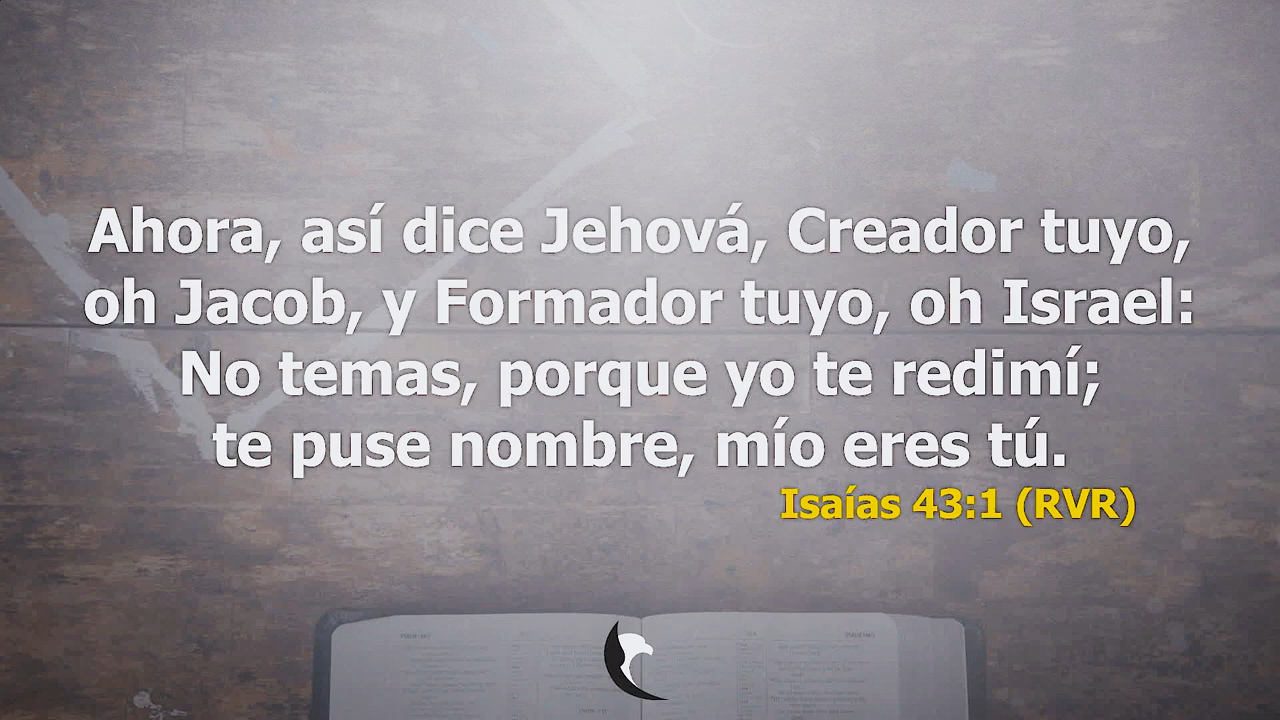 Ahora, así dice Jehová, Creador tuyo,
oh Jacob, y Formador tuyo, oh Israel:
No temas, porque yo te redimí;
te puse nombre, mío eres tú.
Isaías 43:1 (RVR)